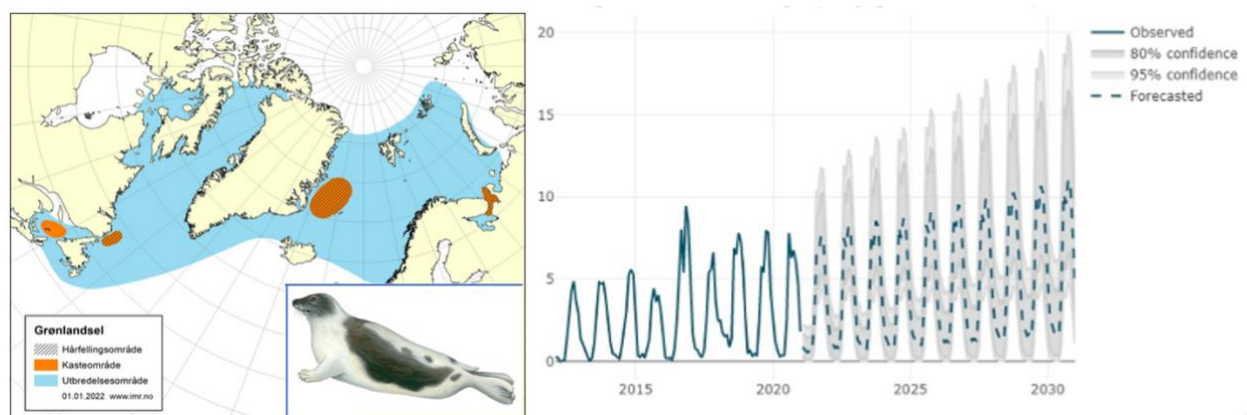 Grønlandsel
Hårfellingsområde
Kasteområde
Utbredelsesområde
01.01.2022 www.imr.no
20
15
10
5
0
2015
2020
2025
2030
Observed
80% confidence
95% confidence
Forecasted